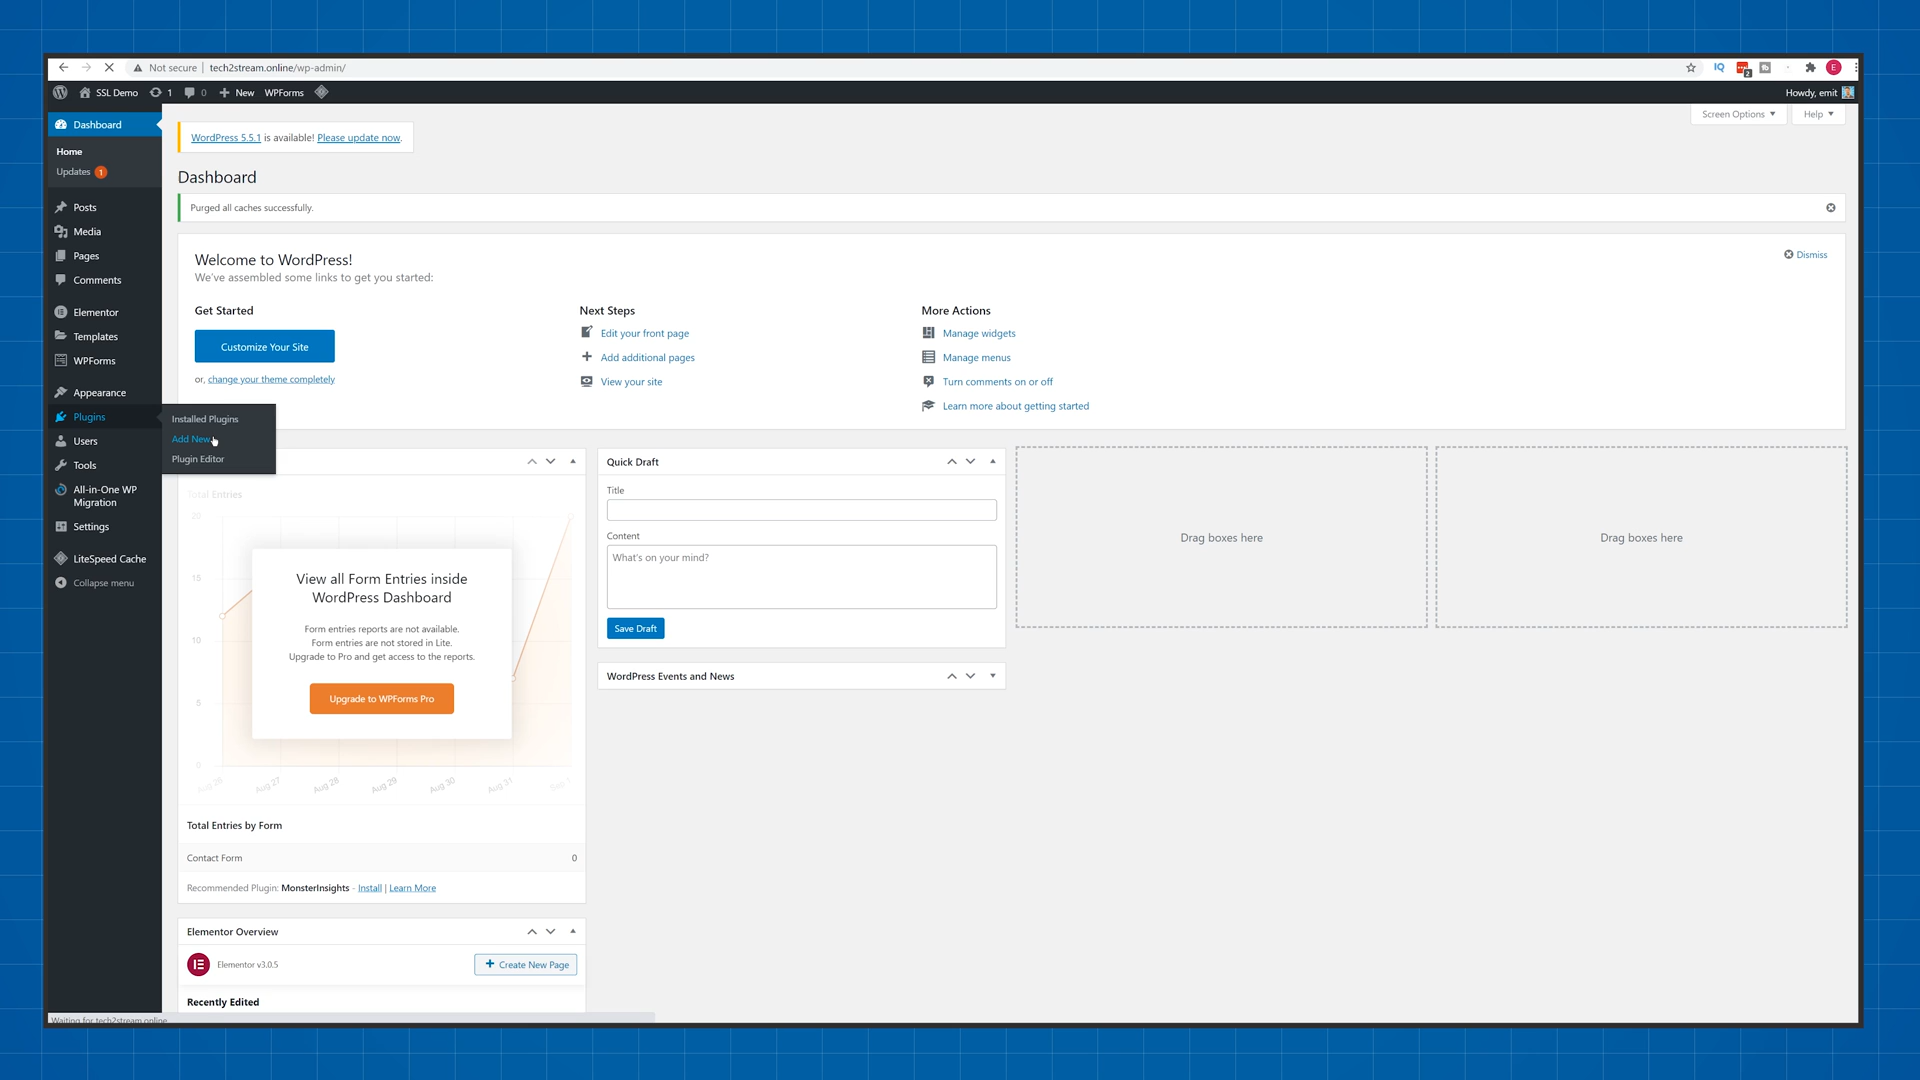 Not secure | tech2stream.online/wp-admin/
IQ
2
E
SSL Demo 1 0 New WPForms
Howdy, emit
Screen Options
Help
Dashboard
Home
Updates 1
Posts
Media
Pages
Comments
Elementor
Templates
WPForms
Appearance
Plugins
Users
Tools
All-in-One WP
Migration
Settings
LiteSpeed Cache
Collapse menu
Installed Plugins
Add New
Plugin Editor
WordPress 5.5.1 is available! Please update now.
Dashboard
Purged all caches successfully.
Welcome to WordPress!
We've assembled some links to get you started:
Dismiss
Get Started
Customize Your Site
or, change your theme completely
Next Steps
Edit your front page
Add additional pages
View your site
More Actions
Manage widgets
Manage menus
Turn comments on or off
Learn more about getting started
Total Entries
20
15
10
5
0
Aug 26
Aug 27
Aug 28
Aug 29
Aug 30
Aug 31
View all Form Entries inside
WordPress Dashboard
Form entries reports are not available.
Form entries are not stored in Lite.
Upgrade to Pro and get access to the reports.
Upgrade to WPForms Pro
Total Entries by Form
Contact Form 0
Recommended Plugin: MonsterInsights - Install | Learn More
Elementor Overview
Elementor v3.0.5
Create New Page
Recently Edited
Quick Draft
Title
Content
What's on your mind?
Save Draft
WordPress Events and News
Drag boxes here
Drag boxes here
Waiting for tech2stream.online